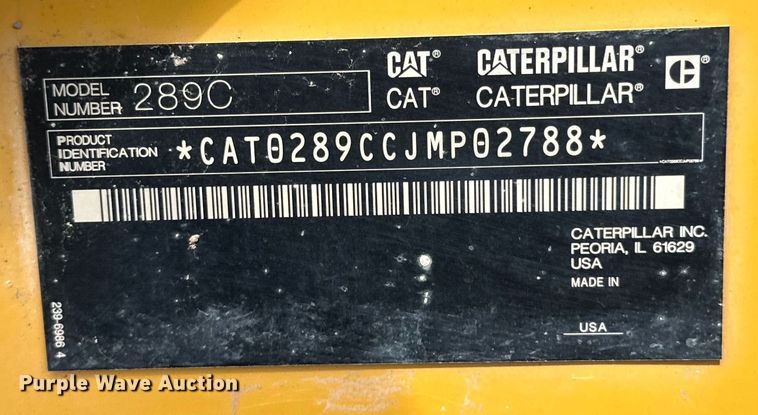 CAT® CATERPILLAR®
CAT® CATERPILLAR®
C ®
MODEL NUMBER 289C
PRODUCT IDENTIFICATION NUMBER *CAT0289CCJMP02788*
*CAT0289CCJMP02788*
CATERPILLAR INC.
PEORIA, IL 61629
USA
MADE IN
USA
239-6986 4
Purple Wave Auction